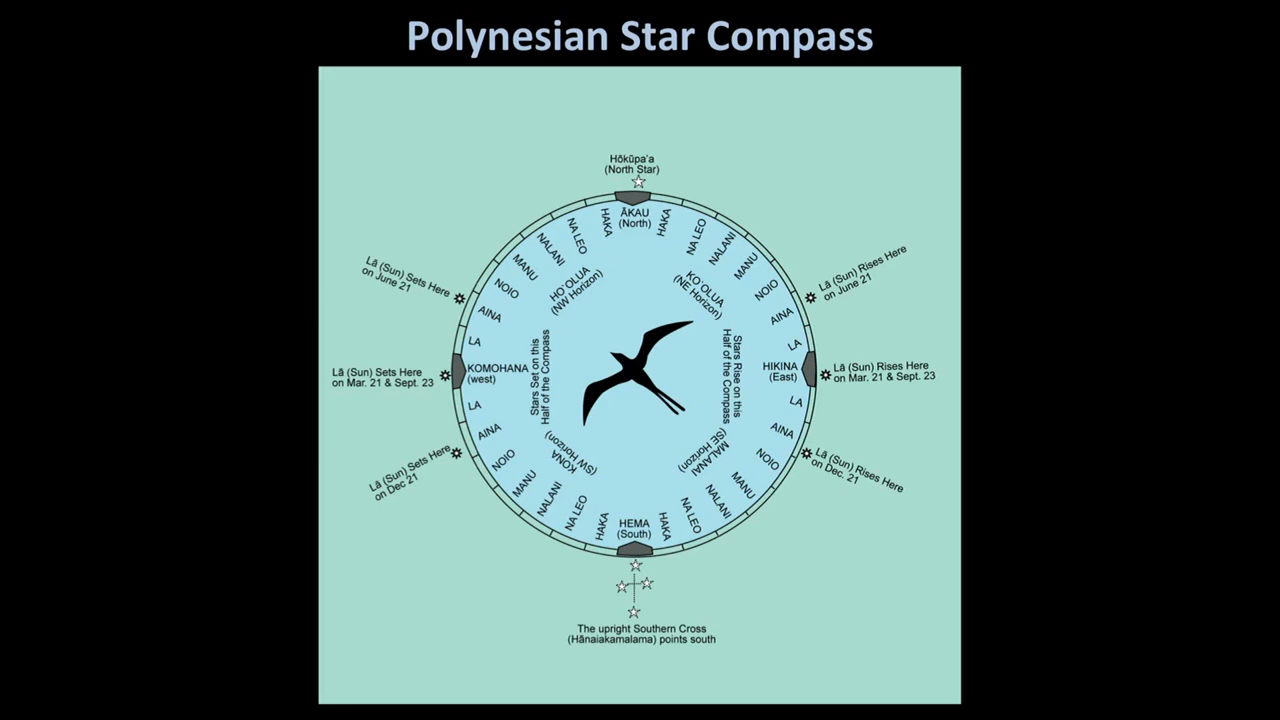 Polynesian Star Compass
Hōkūpa'a
(North Star)
ĀKAU
(North)
HAKA
NA LEO
NALANI
MANU
NOIO
AINA
LA
HIKINA
(East)
LA
AINA
NOIO
MANU
NALANI
NA LEO
HAKA
HEMA
(South)
HAKA
NA LEO
NALANI
MANU
NOIO
AINA
LA
KOMOHANA
(west)
LA
AINA
NOIO
MANU
NALANI
NA LEO
HAKA
HO`OLUA
(NW Horizon)
KO`OLUA
(NE Horizon)
Stars Set on this
Half of the Compass
Stars Rise on this
Half of the Compass
KONA
(SW Horizon)
MALANAI
(SE Horizon)
Lā (Sun) Sets Here
on June 21
Lā (Sun) Rises Here
on June 21
Lā (Sun) Sets Here
on Mar. 21 & Sept. 23
Lā (Sun) Rises Here
on Mar. 21 & Sept. 23
Lā (Sun) Sets Here
on Dec 21
Lā (Sun) Rises Here
on Dec. 21
The upright Southern Cross
(Hānaiakamalama) points south